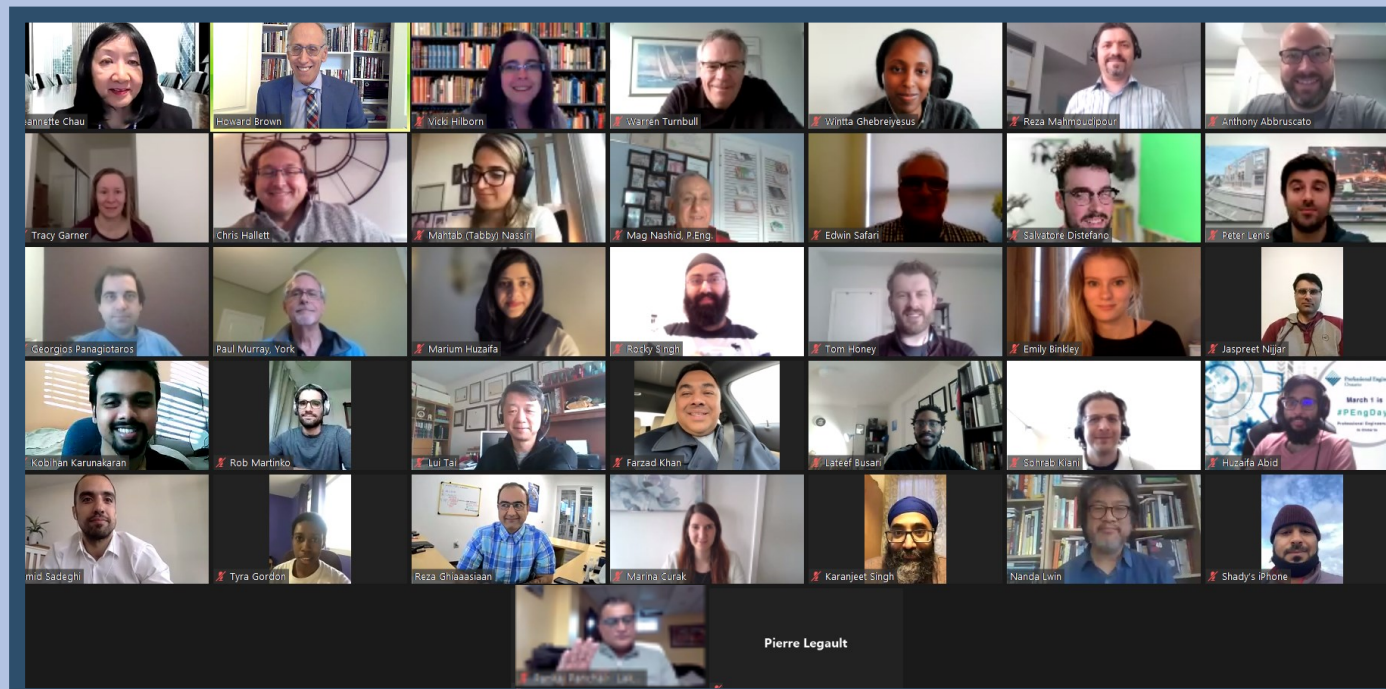 eannette Chau
Howard Brown
Vicki Hilborn
Warren Turnbull
Wintta Ghebreiyesus
Reza Mahmoudipour
Anthony Abbruscato
Tracy Garner
Chris Hallett
Mahtab (Tabby) Nassiri
Mag Nashid, P.Eng.
Edwin Safari
Salvatore Distefano
Peter Lenis
Georgios Panagiotaros
Paul Murray, York
Marium Huzaifa
Rocky Singh
Tom Honey
Emily Binkley
Jaspreet Nijjar
Kobihan Karunakaran
Rob Martinko
Lui Tai
Farzad Khan
Lateef Busari
Sohrab Kiani
Professional Engin
March 1 is
#PEngDay
Huzaifa Abid
mid Sadeghi
Tyra Gordon
Reza Ghiaaasiaan
Marina Curak
Karanjeet Singh
Nanda Lwin
Shady's iPhone
Pierre Legault